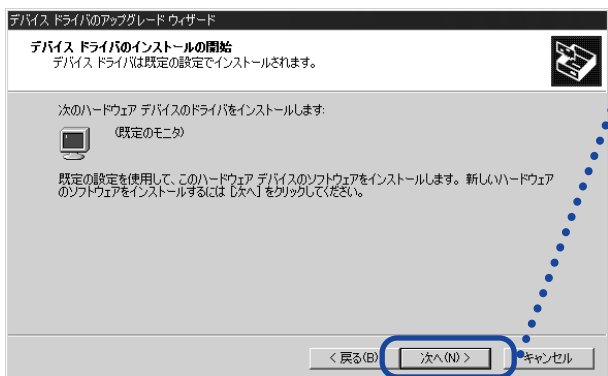 デバイス ドライバのアップグレード ウィザード
デバイス ドライバのインストールの開始
デバイス ドライバは既定の設定でインストールされます。
次のハードウェア デバイスのドライバをインストールします:
(既定のモニタ)
既定の設定を使用して、このハードウェア デバイスのソフトウェアをインストールします。新しいハードウェア
のソフトウェアをインストールするには [次へ] をクリックしてください。
< 戻る(B)
次へ(N) >
キャンセル